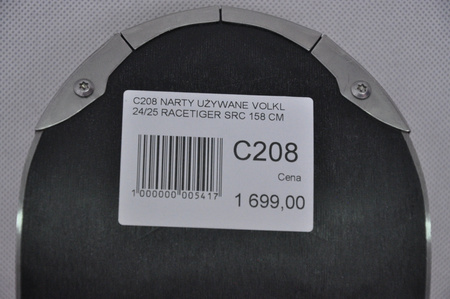 C208 NARTY UŻYWANE VOLKL
24/25 RACETIGER SRC 158 CM
C208
Cena
1 000000 005417
1 699,00